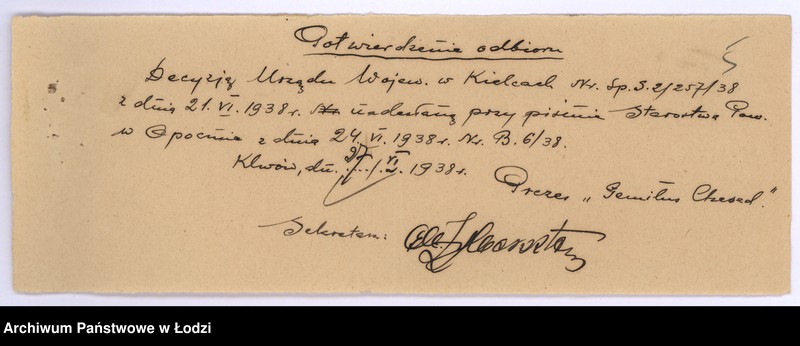 Potwierdzenie odbioru
5
Decyzję Urzędu Wojew. w Kielcach Nr. Sp. S. 2/257/38
z dnia 21.VI.1938 r. nadesłaną przy piśmie Starostwa Pow.
w Opocznie z dnia 24.VI.1938 r. Nr. B. 6/38.
Klwów, dn. 27/VI. 1938 r.
Prezes „Gemiłus Chesed."
Sekretarz:
Archiwum Państwowe w Łodzi